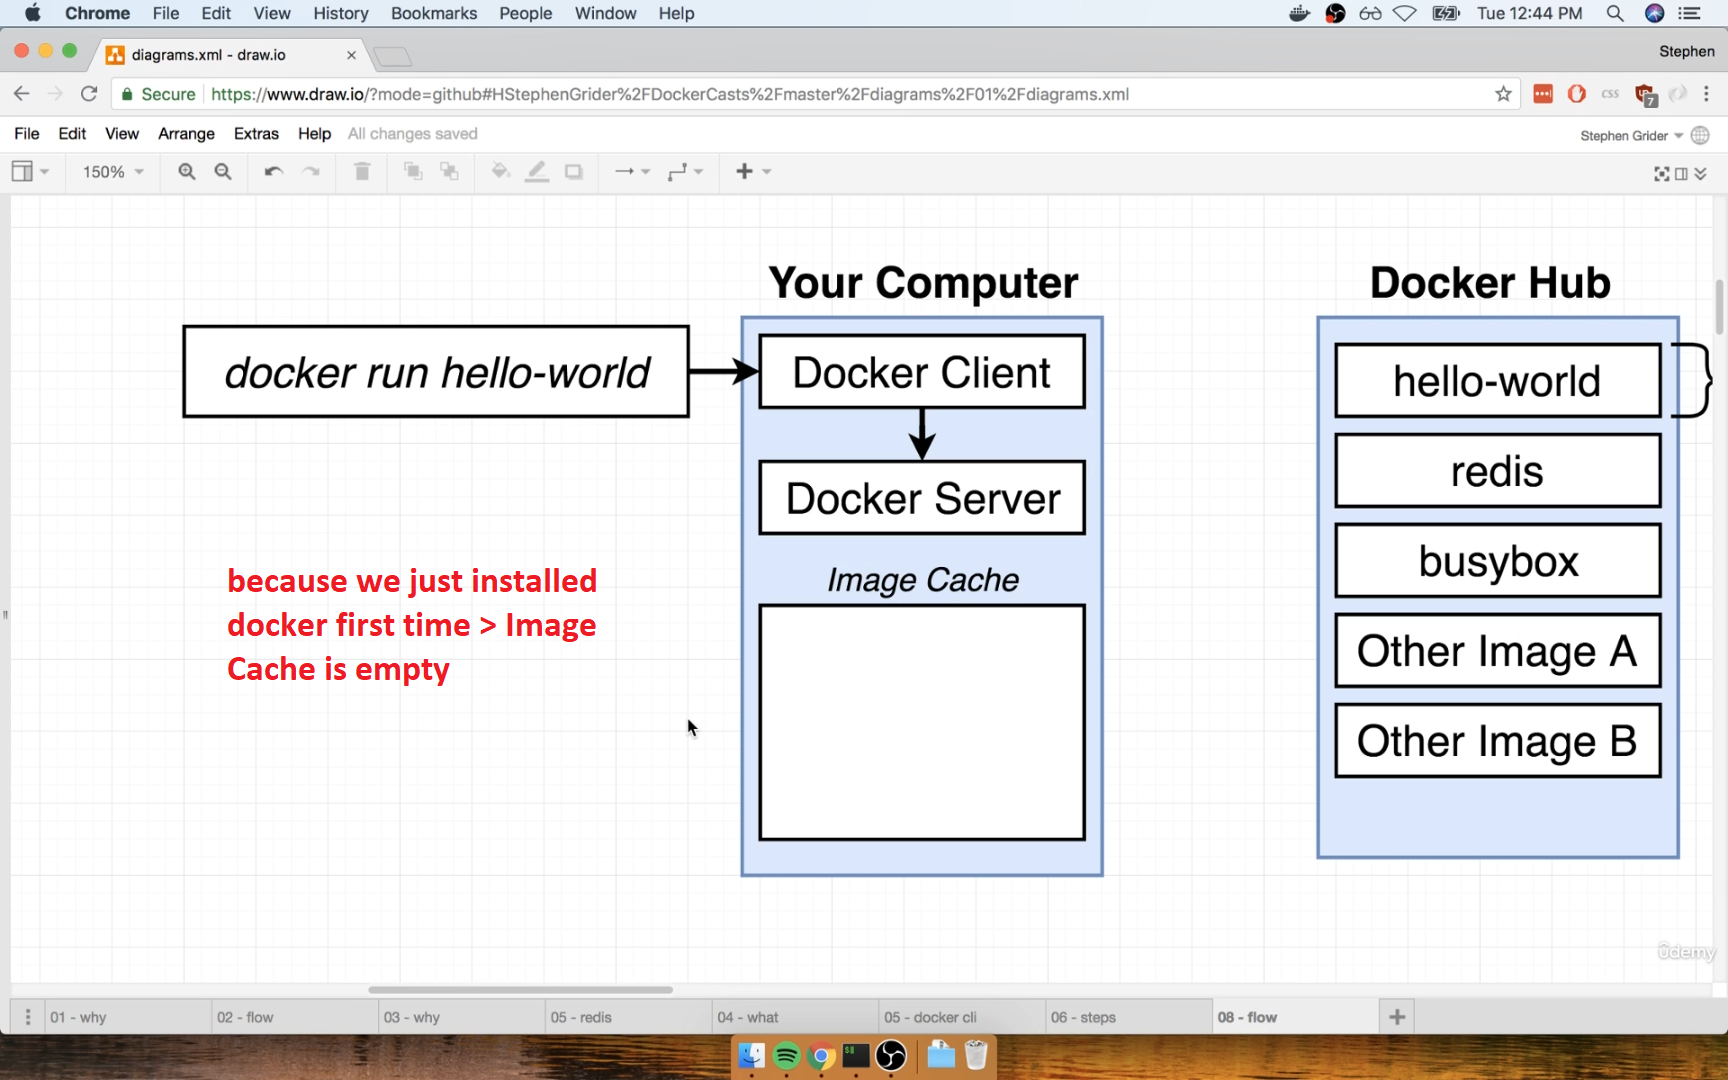 Chrome File Edit View History Bookmarks People Window Help Tue 12:44 PM
diagrams.xml - draw.io Stephen
Secure https://www.draw.io/?mode=github#HStephenGrider%2FDockerCasts%2Fmaster%2Fdiagrams%2F01%2Fdiagrams.xml css 7
File Edit View Arrange Extras Help All changes saved Stephen Grider
150%
Your Computer
Docker Hub
docker run hello-world
Docker Client
hello-world
Docker Server
redis
busybox
Image Cache
because we just installed
docker first time > Image
Cache is empty
Other Image A
Other Image B
ûdemy
01 - why 02 - flow 03 - why 05 - redis 04 - what 05 - docker cli 06 - steps 08 - flow